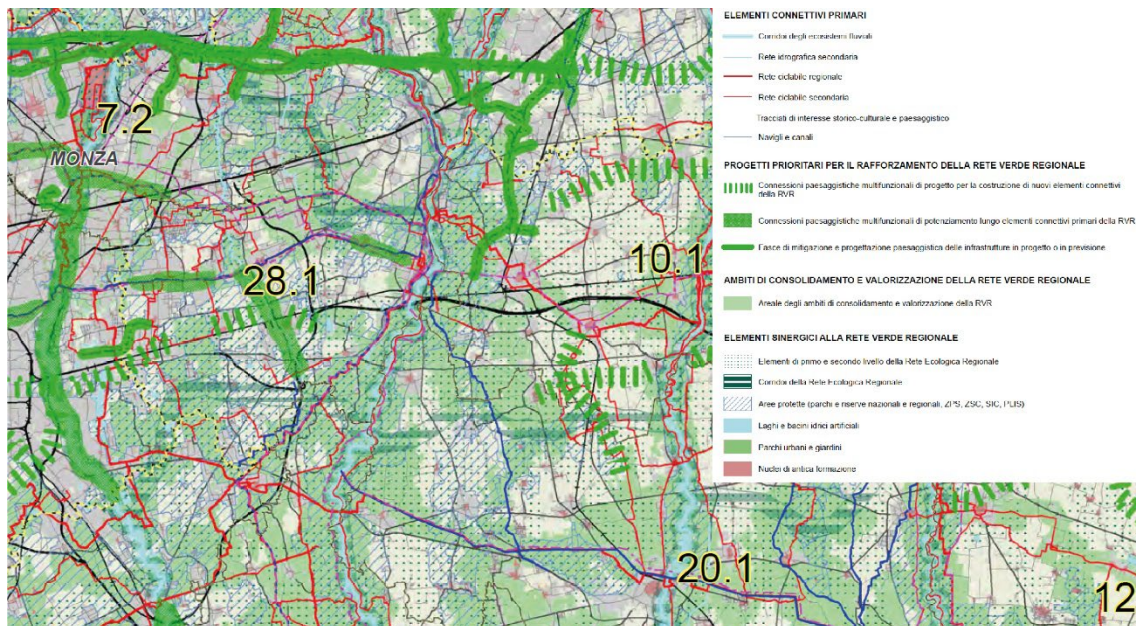 7.2
MONZA
28.1
10.1
20.1
12
ELEMENTI CONNETTIVI PRIMARI
Corridoi degli ecosistemi fluviali
Rete idrografica secondaria
Rete ciclabile regionale
Rete ciclabile secondaria
Tracciati di interesse storico-culturale e paesaggistico
Navigli e canali
PROGETTI PRIORITARI PER IL RAFFORZAMENTO DELLA RETE VERDE REGIONALE
Connessioni paesaggistiche multifunzionali di progetto per la costruzione di nuovi elementi connettivi
della RVR
Connessioni paesaggistiche multifunzionali di potenziamento lungo elementi connettivi primari della RVR
Fasce di mitigazione e progettazione paesaggistica delle infrastrutture in progetto o in previsione
AMBITI DI CONSOLIDAMENTO E VALORIZZAZIONE DELLA RETE VERDE REGIONALE
Areale degli ambiti di consolidamento e valorizzazione della RVR
ELEMENTI SINERGICI ALLA RETE VERDE REGIONALE
Elementi di primo e secondo livello della Rete Ecologica Regionale
Corridoi della Rete Ecologica Regionale
Aree protette (parchi e riserve nazionali e regionali, ZPS, ZSC, SIC, PLIS)
Laghi e bacini idrici artificiali
Parchi urbani e giardini
Nuclei di antica formazione